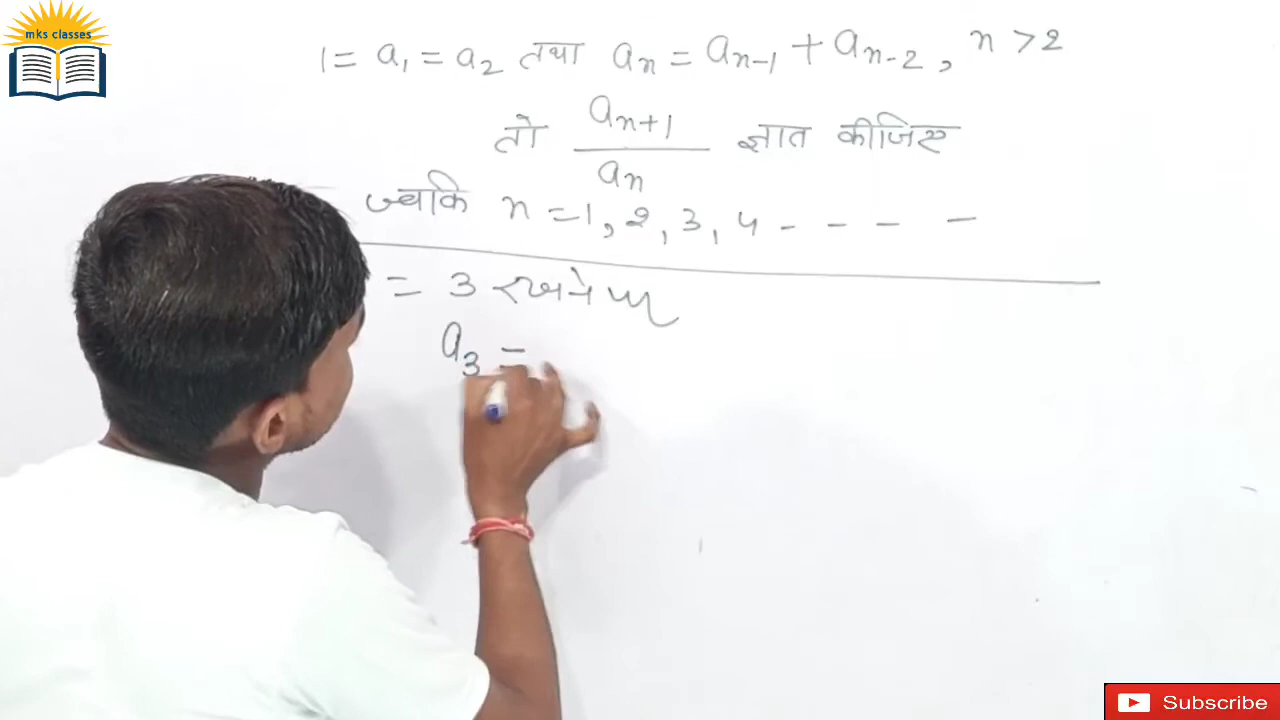 mks classes
1 = a₁ = a₂ तथा aₙ = aₙ₋₁ + aₙ₋₂, n > 2
तो aₙ₊₁ / aₙ ज्ञात कीजिए
ज्यकि n = 1, 2, 3, 4 - - - -
= 3 रखने पर
a₃ =
Subscribe